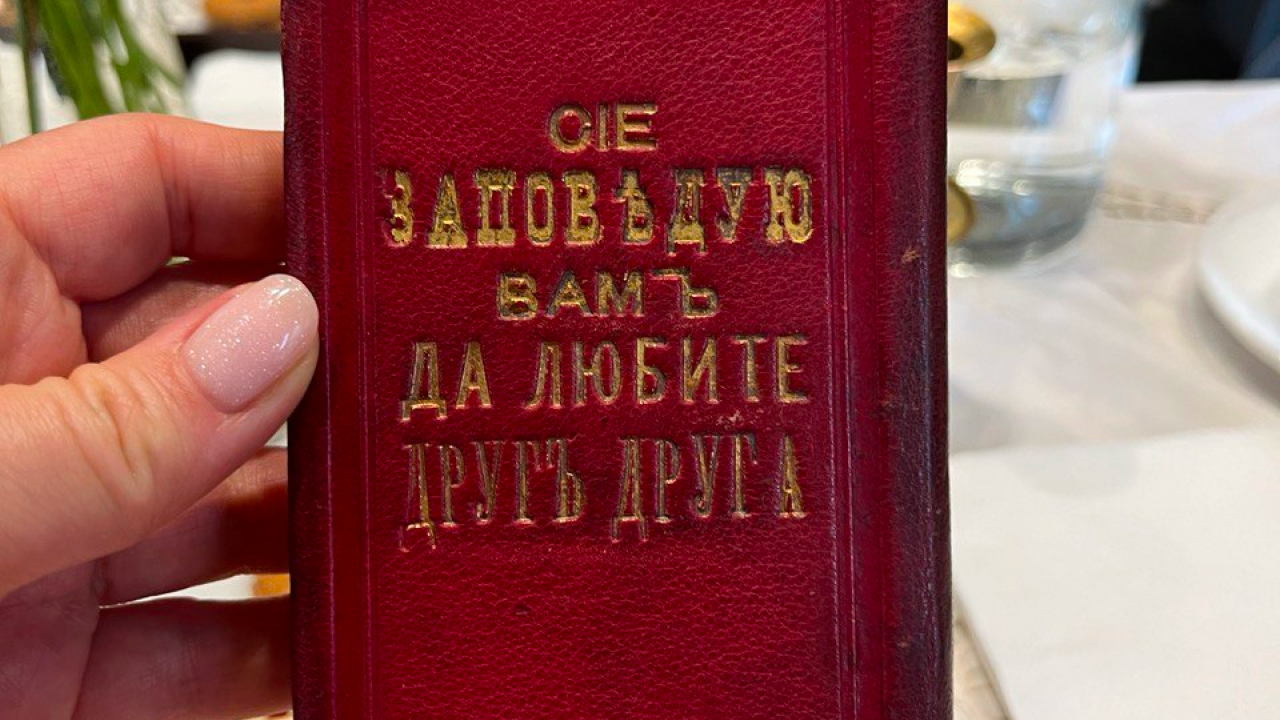 СІЕ
ЗАПОВѢДУЮ
ВАМЪ
ДА ЛЮБИТЕ
ДРУГЪ ДРУГА